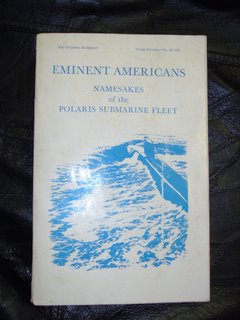 EMINENT AMERICANS
NAMESAKES
of the
POLARIS SUBMARINE FLEET